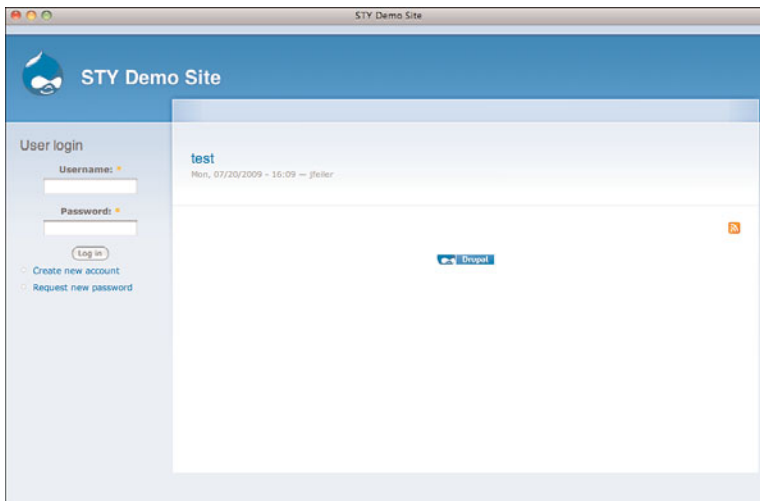 STY Demo Site
STY Demo Site
User login
Username: *
Password: *
Log in
Create new account
Request new password
test
Mon, 07/20/2009 - 16:09 — jfeiler
Drupal